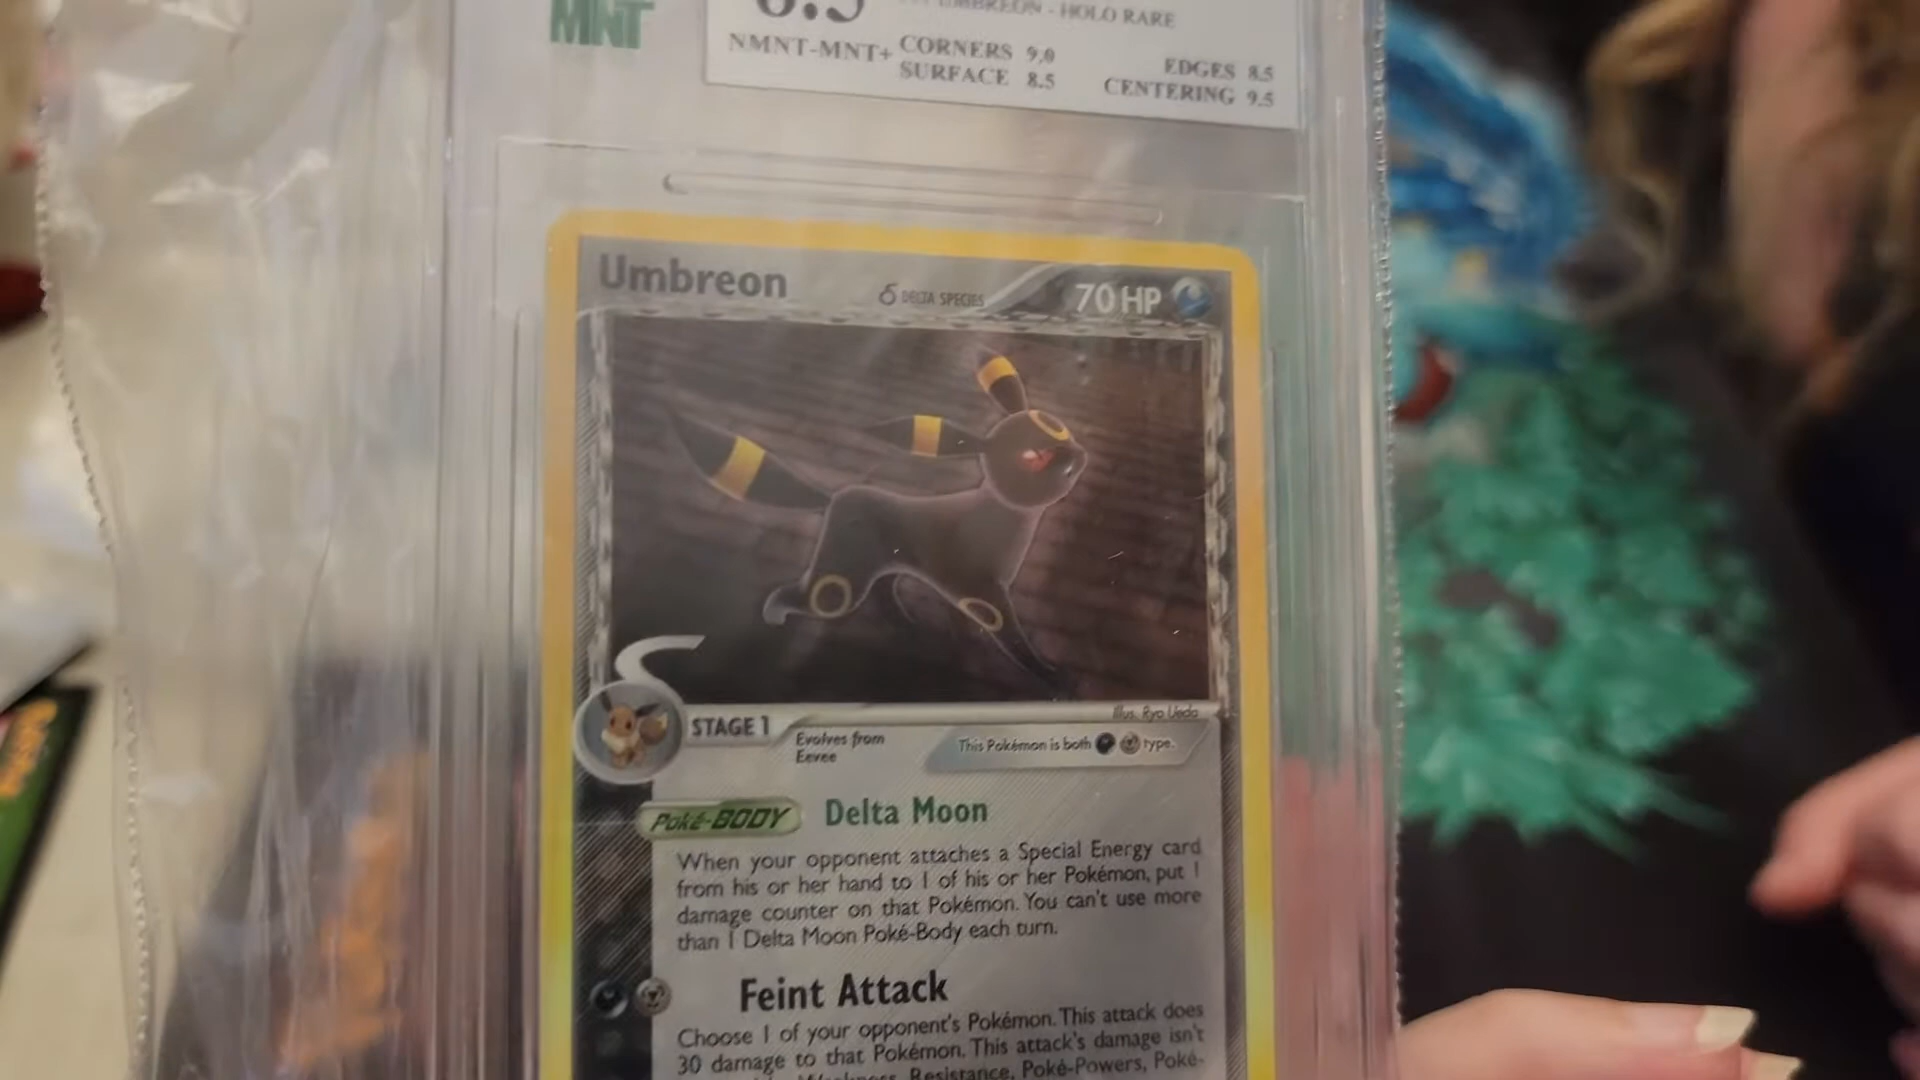 MNT
UMBREON - HOLO RARE
NMNT-MNT+
CORNERS 9.0
SURFACE 8.5
EDGES 8.5
CENTERING 9.5
Umbreon
δ DELTA SPECIES
70 HP
Illus. Ryo Ueda
STAGE 1
Evolves from
Eevee
This Pokémon is both type.
Poké-BODY Delta Moon
When your opponent attaches a Special Energy card
from his or her hand to 1 of his or her Pokémon, put 1
damage counter on that Pokémon. You can't use more
than 1 Delta Moon Poké-Body each turn.
Feint Attack
Choose 1 of your opponent's Pokémon. This attack does
30 damage to that Pokémon. This attack's damage isn't
Weakness, Resistance, Poké-Powers, Poké-